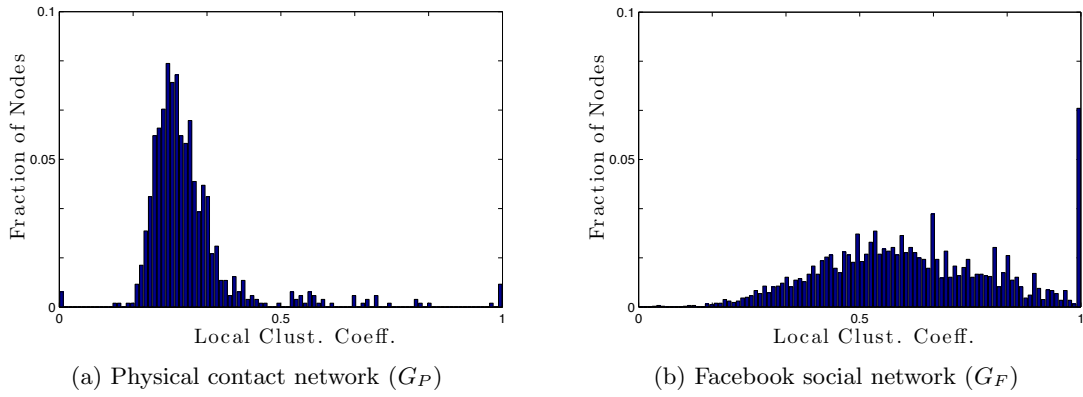 0.1
0.05
0
0
0.5
1
Fraction of Nodes
Local Clust. Coeff.
(a) Physical contact network (G_P)
0.1
0.05
0
0
0.5
1
Fraction of Nodes
Local Clust. Coeff.
(b) Facebook social network (G_F)